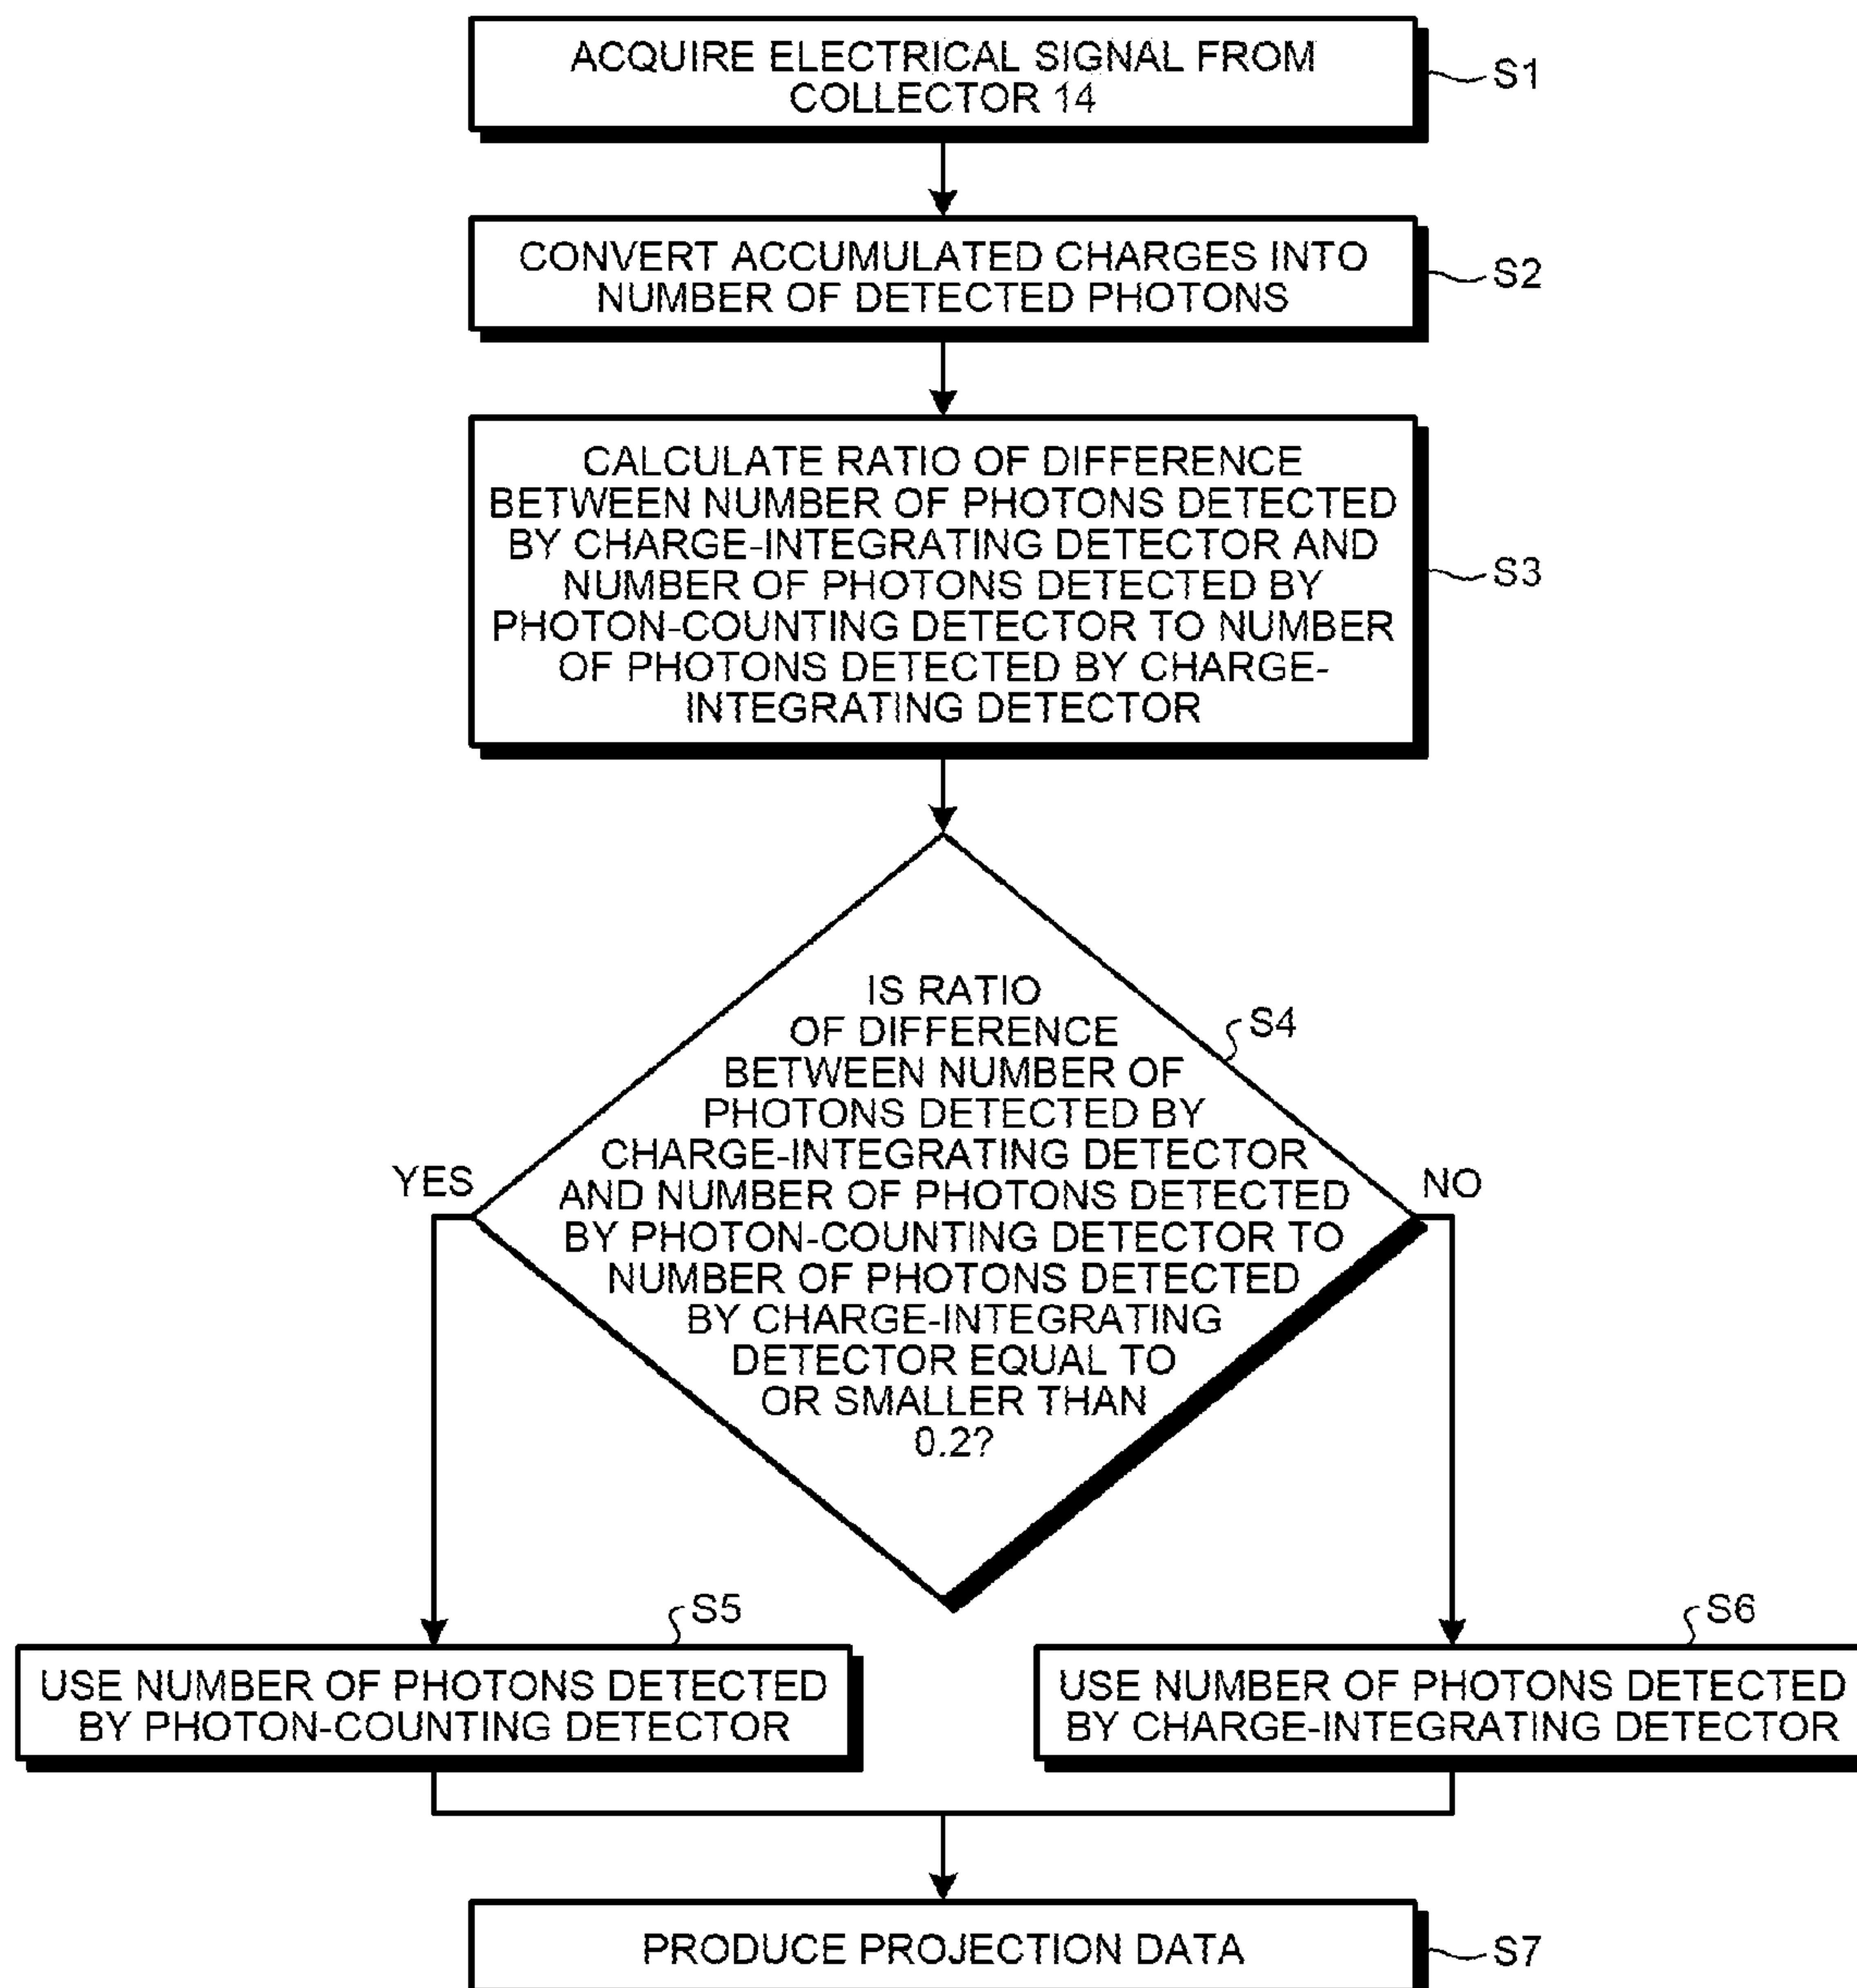 ACQUIRE ELECTRICAL SIGNAL FROM
COLLECTOR 14
S1
CONVERT ACCUMULATED CHARGES INTO
NUMBER OF DETECTED PHOTONS
S2
CALCULATE RATIO OF DIFFERENCE
BETWEEN NUMBER OF PHOTONS DETECTED
BY CHARGE-INTEGRATING DETECTOR AND
NUMBER OF PHOTONS DETECTED BY
PHOTON-COUNTING DETECTOR TO NUMBER
OF PHOTONS DETECTED BY CHARGE-
INTEGRATING DETECTOR
S3
IS RATIO
OF DIFFERENCE
BETWEEN NUMBER OF
PHOTONS DETECTED BY
CHARGE-INTEGRATING DETECTOR
AND NUMBER OF PHOTONS DETECTED
BY PHOTON-COUNTING DETECTOR TO
NUMBER OF PHOTONS DETECTED
BY CHARGE-INTEGRATING
DETECTOR EQUAL TO
OR SMALLER THAN
0.2?
S4
YES
NO
S5
USE NUMBER OF PHOTONS DETECTED
BY PHOTON-COUNTING DETECTOR
S6
USE NUMBER OF PHOTONS DETECTED
BY CHARGE-INTEGRATING DETECTOR
PRODUCE PROJECTION DATA
S7